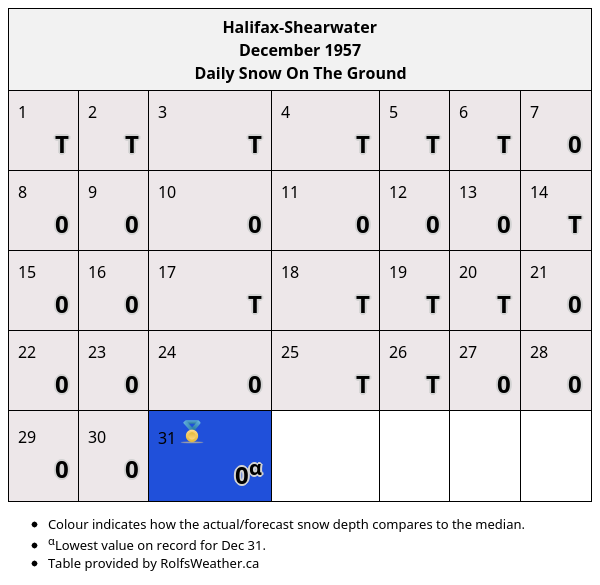 Halifax-Shearwater
December 1957
Daily Snow On The Ground
1 2 3 4 5 6 7
T T T T T T 0
8 9 10 11 12 13 14
0 0 0 0 0 0 T
15 16 17 18 19 20 21
0 0 T T T T 0
22 23 24 25 26 27 28
0 0 0 T T 0 0
29 30 31
0 0 0α
Colour indicates how the actual/forecast snow depth compares to the median.
αLowest value on record for Dec 31.
Table provided by RolfsWeather.ca